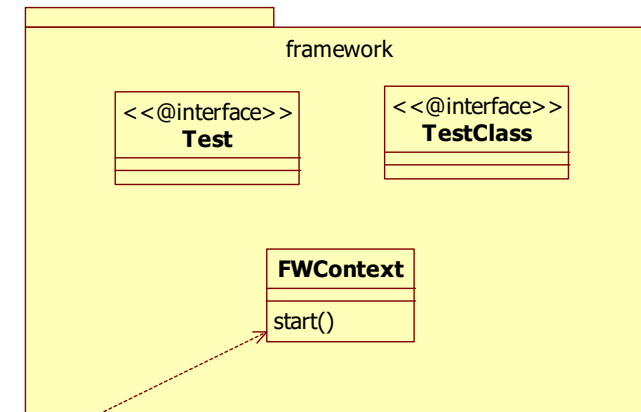 framework
<<@interface>>
Test
<<@interface>>
TestClass
FWContext
start()